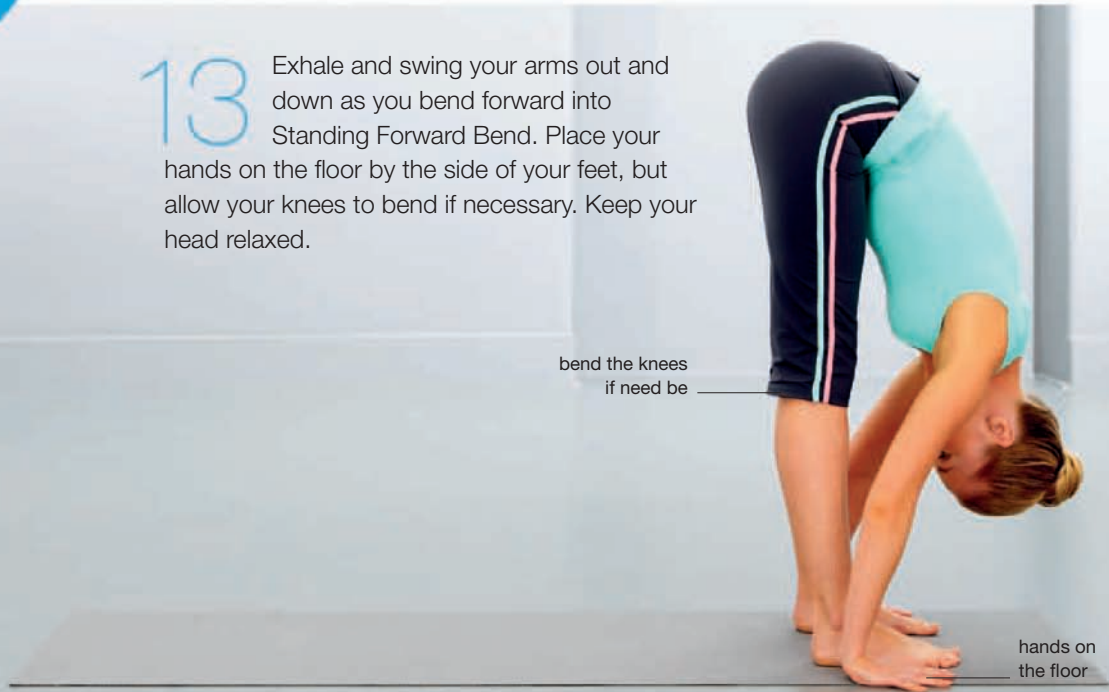 13
Exhale and swing your arms out and
down as you bend forward into
Standing Forward Bend. Place your
hands on the floor by the side of your feet, but
allow your knees to bend if necessary. Keep your
head relaxed.
bend the knees
if need be
hands on
the floor